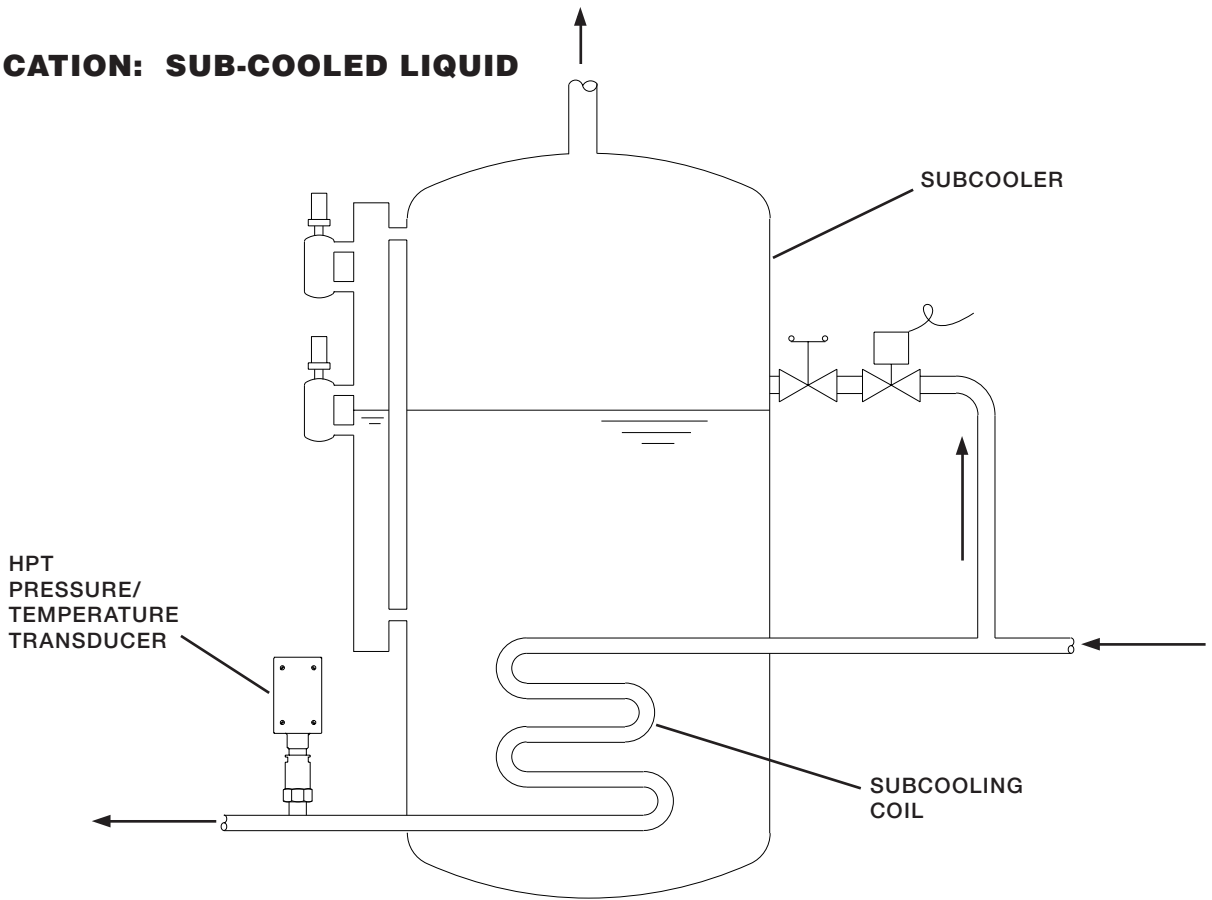 CATION: SUB-COOLED LIQUID
SUBCOOLER
HPT
PRESSURE/
TEMPERATURE
TRANSDUCER
SUBCOOLING
COIL